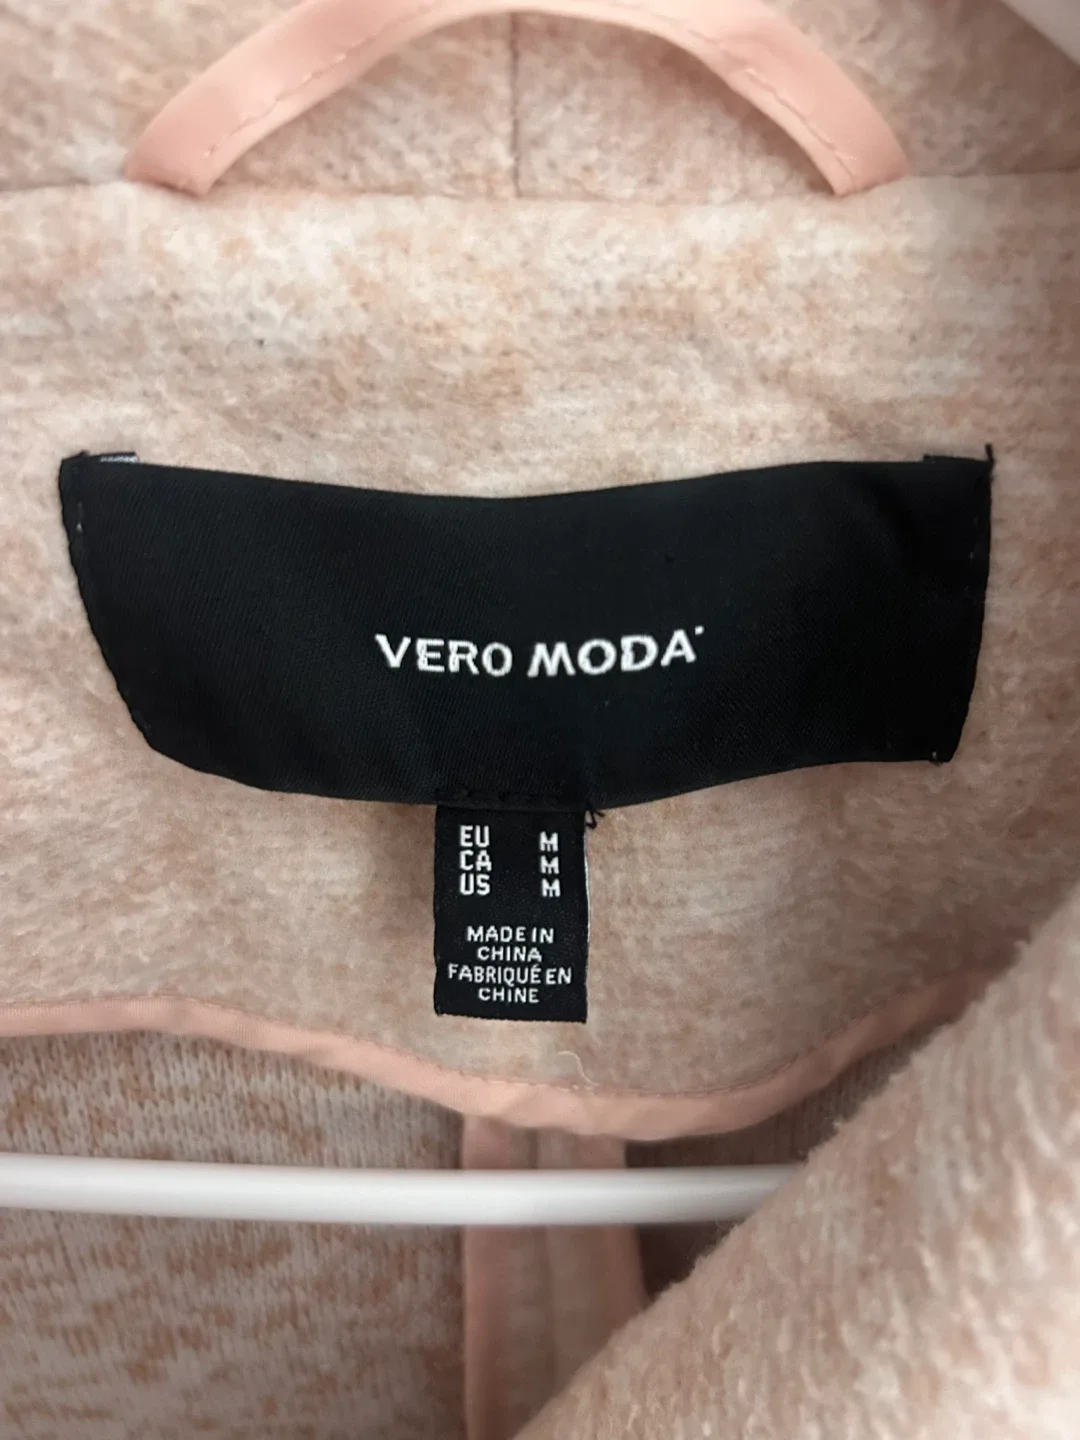 VERO MODA
EU M
CA M
US M
MADE IN
CHINA
FABRIQUÉ EN
CHINE